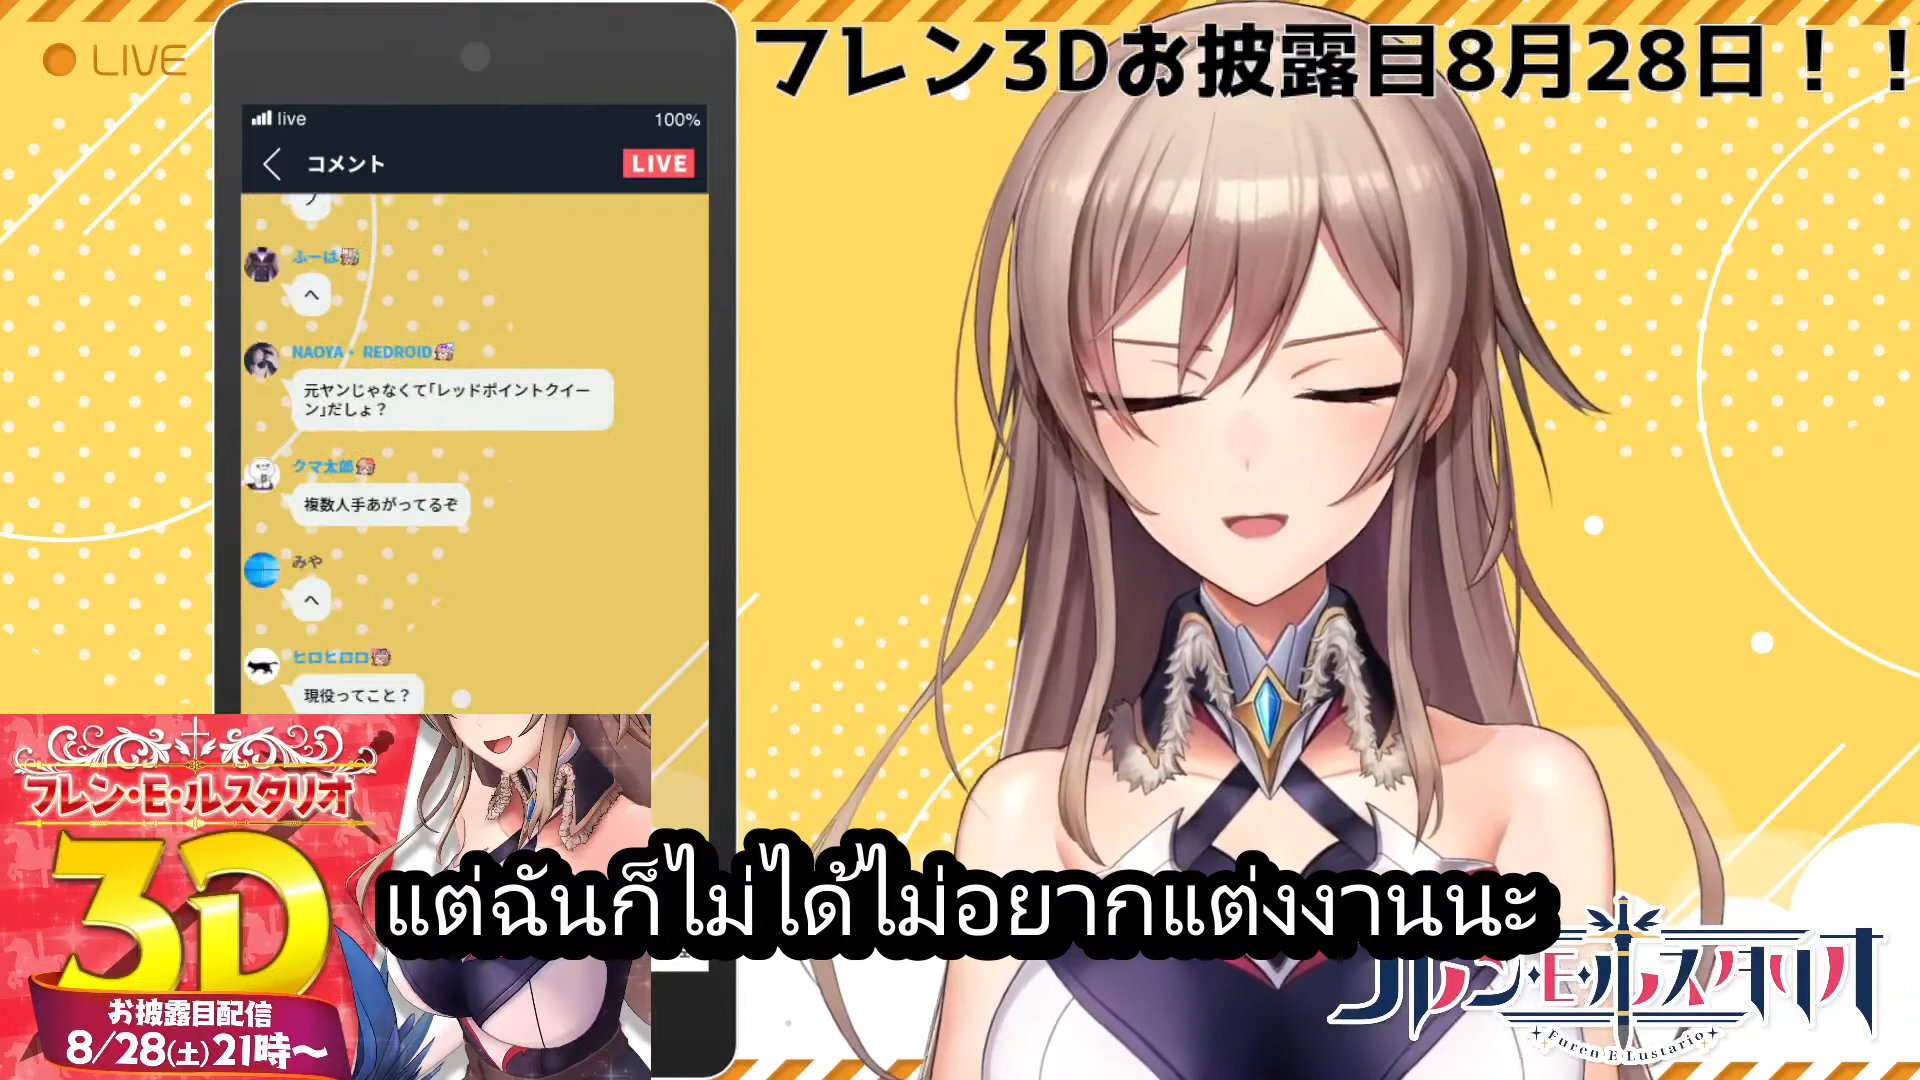 LIVE
フレン3Dお披露目8月28日！！
live
100%
コメント
LIVE
ノ
ふーは
へ
NAOYA・REDROID
元ヤンじゃなくて「レッドポイントクイー
ン」だしょ？
クマ太郎
複数人手あがってるぞ
みや
へ
ヒロヒロロ
現役ってこと？
フレン・E・ルスタリオ
3D
お披露目配信
8/28(土)21時～
แต่ฉันก็ไม่ได้ไม่อยากแต่งงานนะ
フレン・E・ルスタリオ
Furen E Lustario